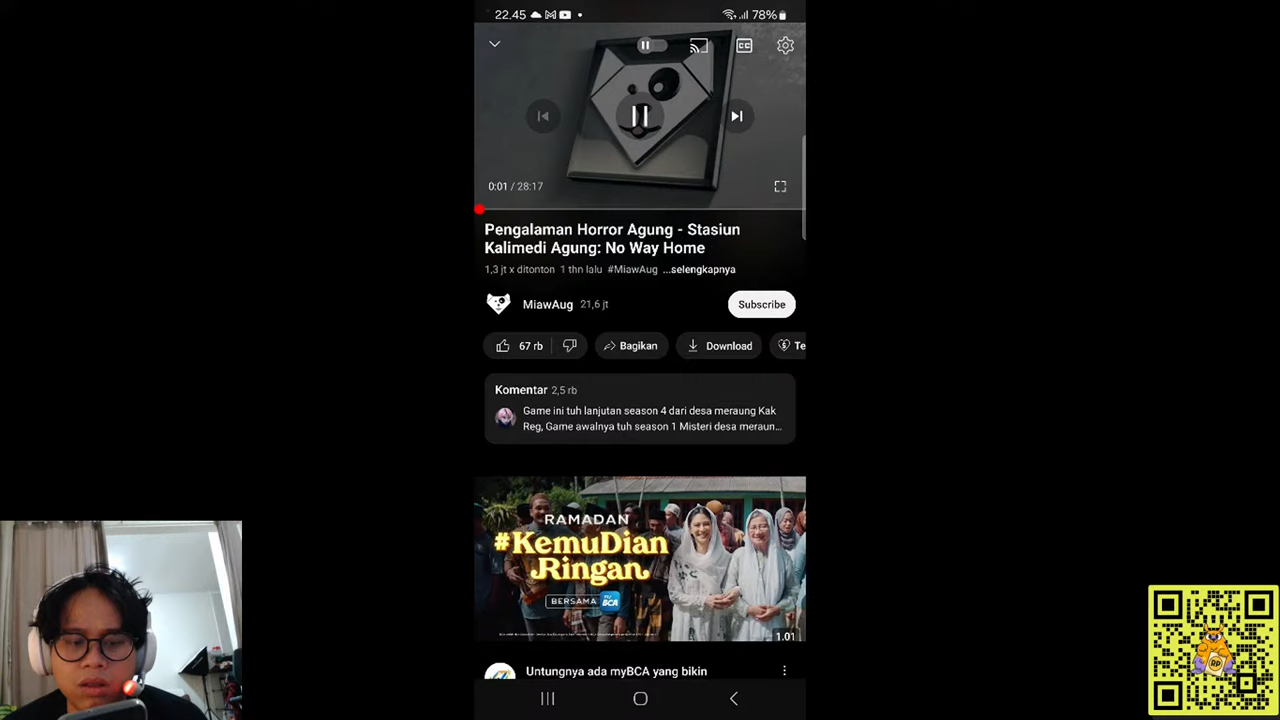 22.45
78%
0:01 / 28:17
Pengalaman Horror Agung - Stasiun
Kalimedi Agung: No Way Home
1,3 jt x ditonton 1 thn lalu #MiawAug ...selengkapnya
MiawAug 21,6 jt
Subscribe
67 rb
Bagikan
Download
Te
Komentar 2,5 rb
Game ini tuh lanjutan season 4 dari desa meraung Kak
Reg, Game awalnya tuh season 1 Misteri desa meraun...
RAMADAN
#KemuDian
Ringan
BERSAMA my BCA
1.01
Untungnya ada myBCA yang bikin
RP